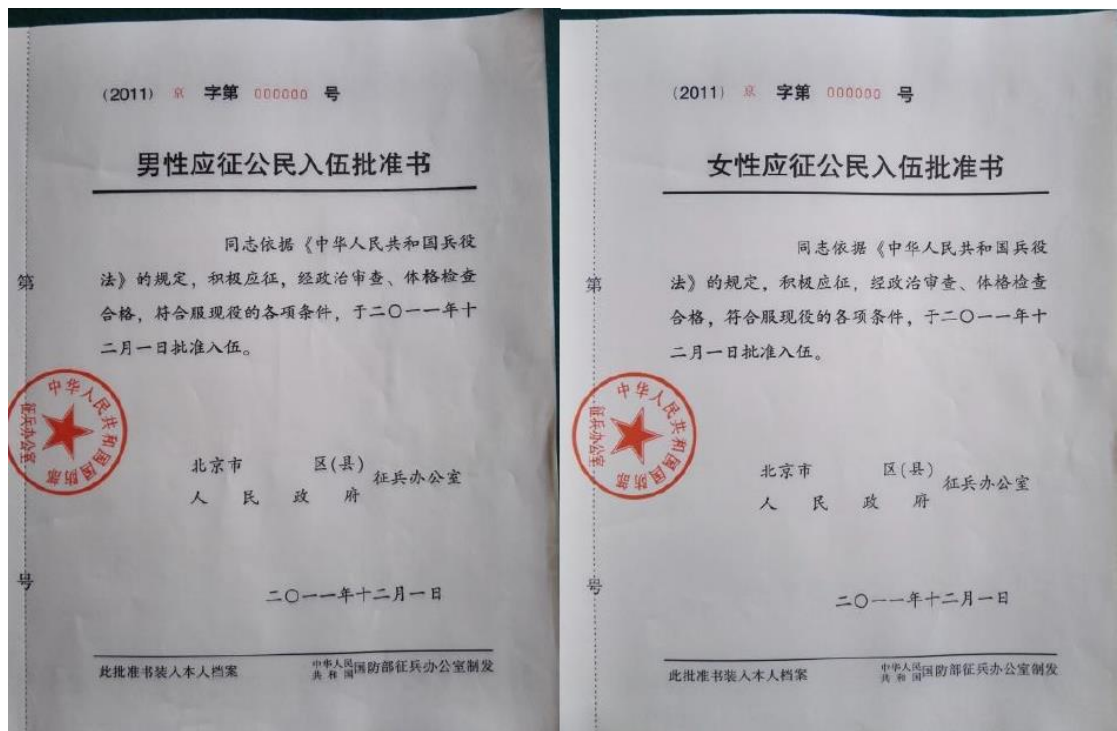 (2011) 京 字第 000000 号
男性应征公民入伍批准书
同志依据《中华人民共和国兵役
法》的规定，积极应征，经政治审查、体格检查
合格，符合服现役的各项条件，于二〇一一年十
二月一日批准入伍。
第
号
中华人民共和国国防部
征兵办公室
北京市 区(县)
人民政府
征兵办公室
二〇一一年十二月一日
此批准书装入本人档案
中华人民
共和国
国防部征兵办公室制发
(2011) 京 字第 000000 号
女性应征公民入伍批准书
同志依据《中华人民共和国兵役
法》的规定，积极应征，经政治审查、体格检查
合格，符合服现役的各项条件，于二〇一一年十
二月一日批准入伍。
第
号
中华人民共和国国防部
征兵办公室
北京市 区(县)
人民政府
征兵办公室
二〇一一年十二月一日
此批准书装入本人档案
中华人民
共和国
国防部征兵办公室制发